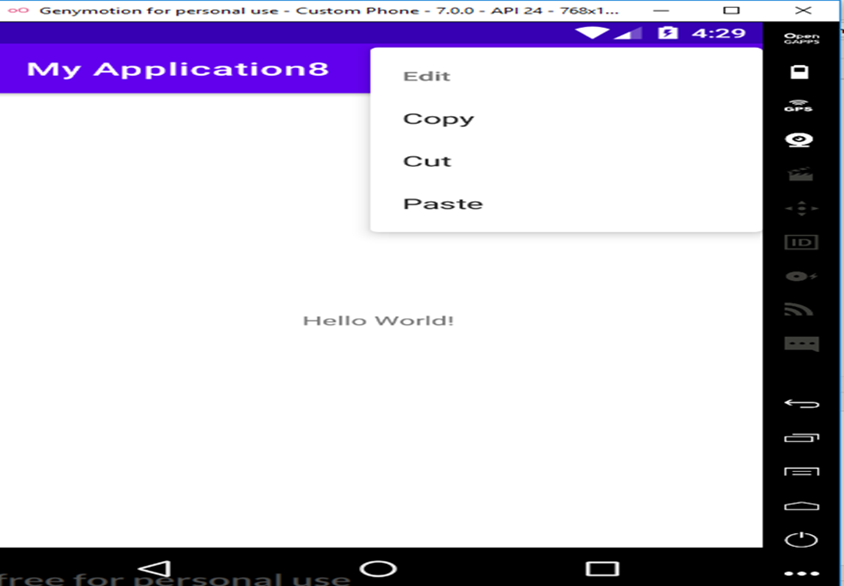 Genymotion for personal use - Custom Phone - 7.0.0 - API 24 - 768x1...
4:29
Open
GAPPS
My Application8
Edit
Copy
Cut
Paste
GPS
ID
Hello World!
free for personal use